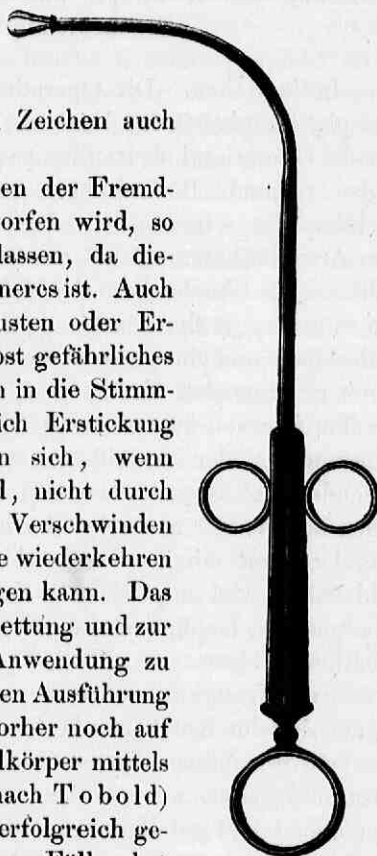 Zeichen auch
en der Fremd-
orfen wird, so
lassen, da die-
neres ist. Auch
usten oder Er-
ost gefährliches
n in die Stimm-
ich Erstickung
n sich, wenn
d, nicht durch
Verschwinden
e wiederkehren
gen kann. Das
ettung und zur
Anwendung zu
en Ausführung
orher noch auf
lkörper mittels
nach Tobold)
erfolgreich ge-